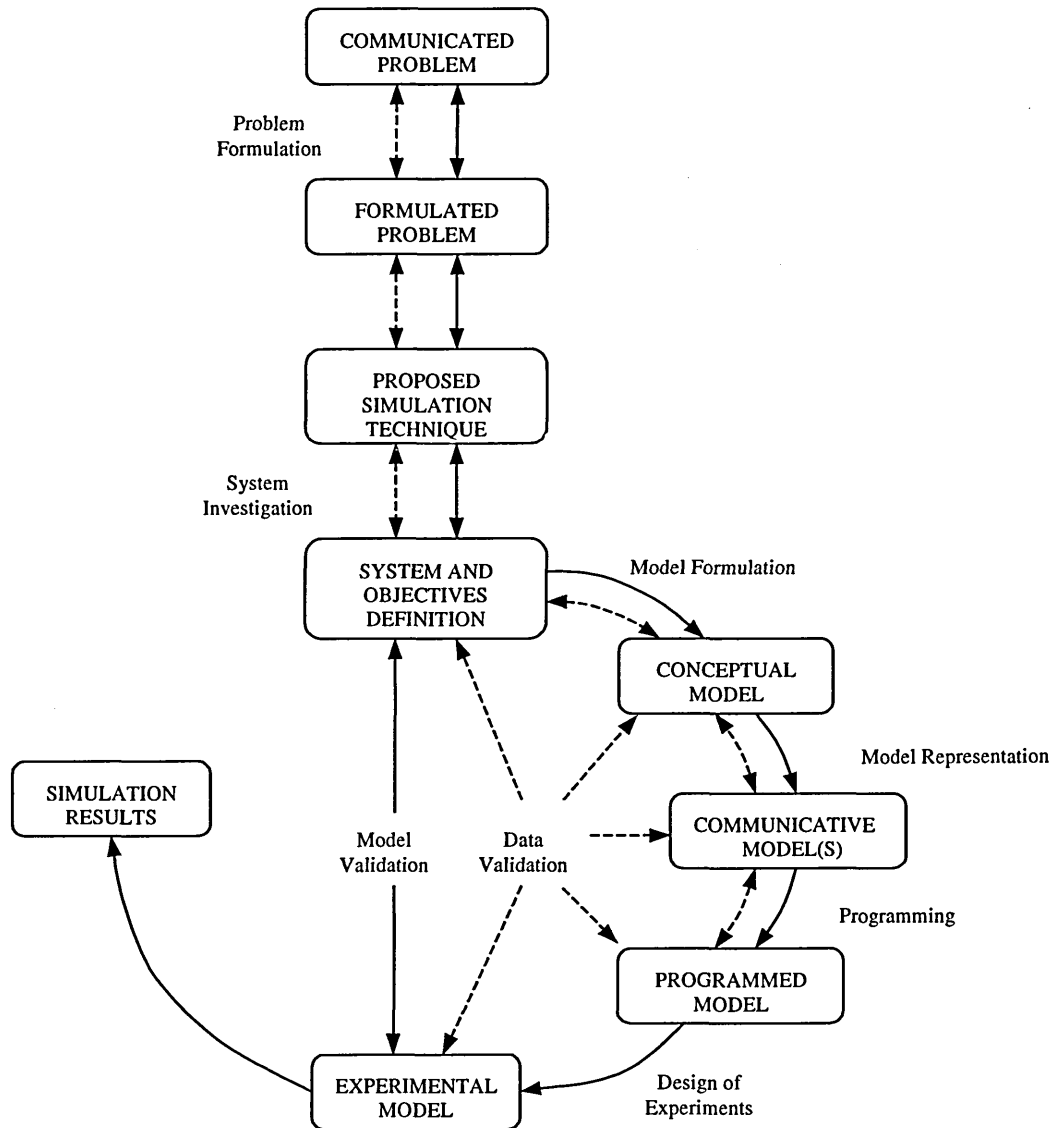 COMMUNICATED
PROBLEM
Problem
Formulation
FORMULATED
PROBLEM
PROPOSED
SIMULATION
TECHNIQUE
System
Investigation
SYSTEM AND
OBJECTIVES
DEFINITION
Model Formulation
CONCEPTUAL
MODEL
Model Representation
SIMULATION
RESULTS
COMMUNICATIVE
MODEL(S)
Model
Validation
Data
Validation
Programming
PROGRAMMED
MODEL
EXPERIMENTAL
MODEL
Design of
Experiments